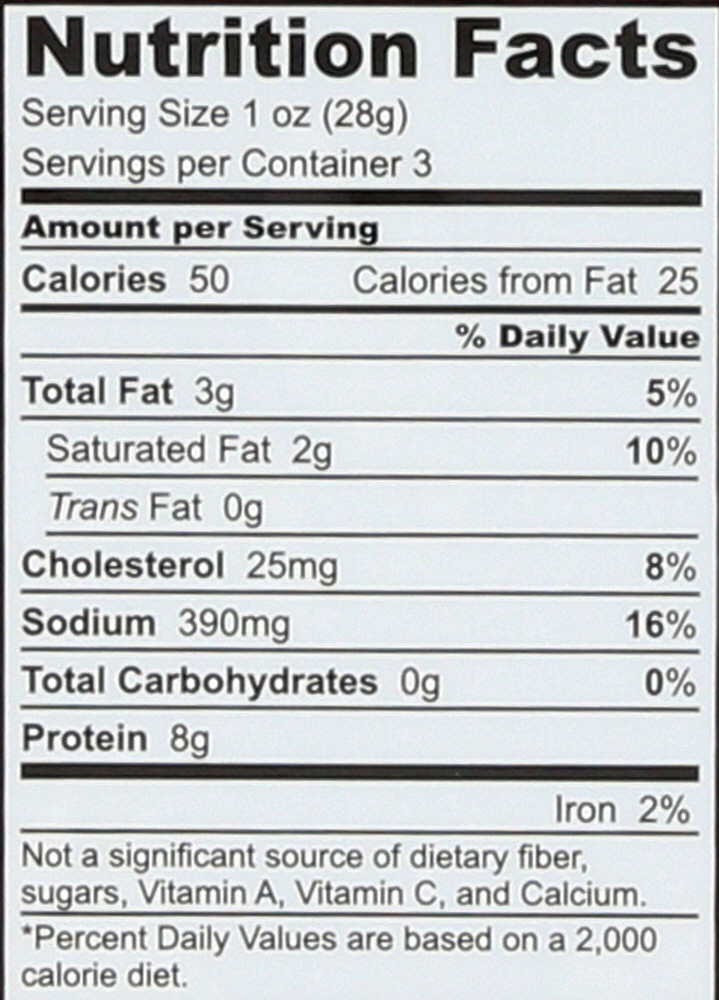 Nutrition Facts
Serving Size 1 oz (28g)
Servings per Container 3
Amount per Serving
Calories 50 Calories from Fat 25
% Daily Value
Total Fat 3g 5%
Saturated Fat 2g 10%
Trans Fat 0g
Cholesterol 25mg 8%
Sodium 390mg 16%
Total Carbohydrates 0g 0%
Protein 8g
Iron 2%
Not a significant source of dietary fiber,
sugars, Vitamin A, Vitamin C, and Calcium.
*Percent Daily Values are based on a 2,000
calorie diet.